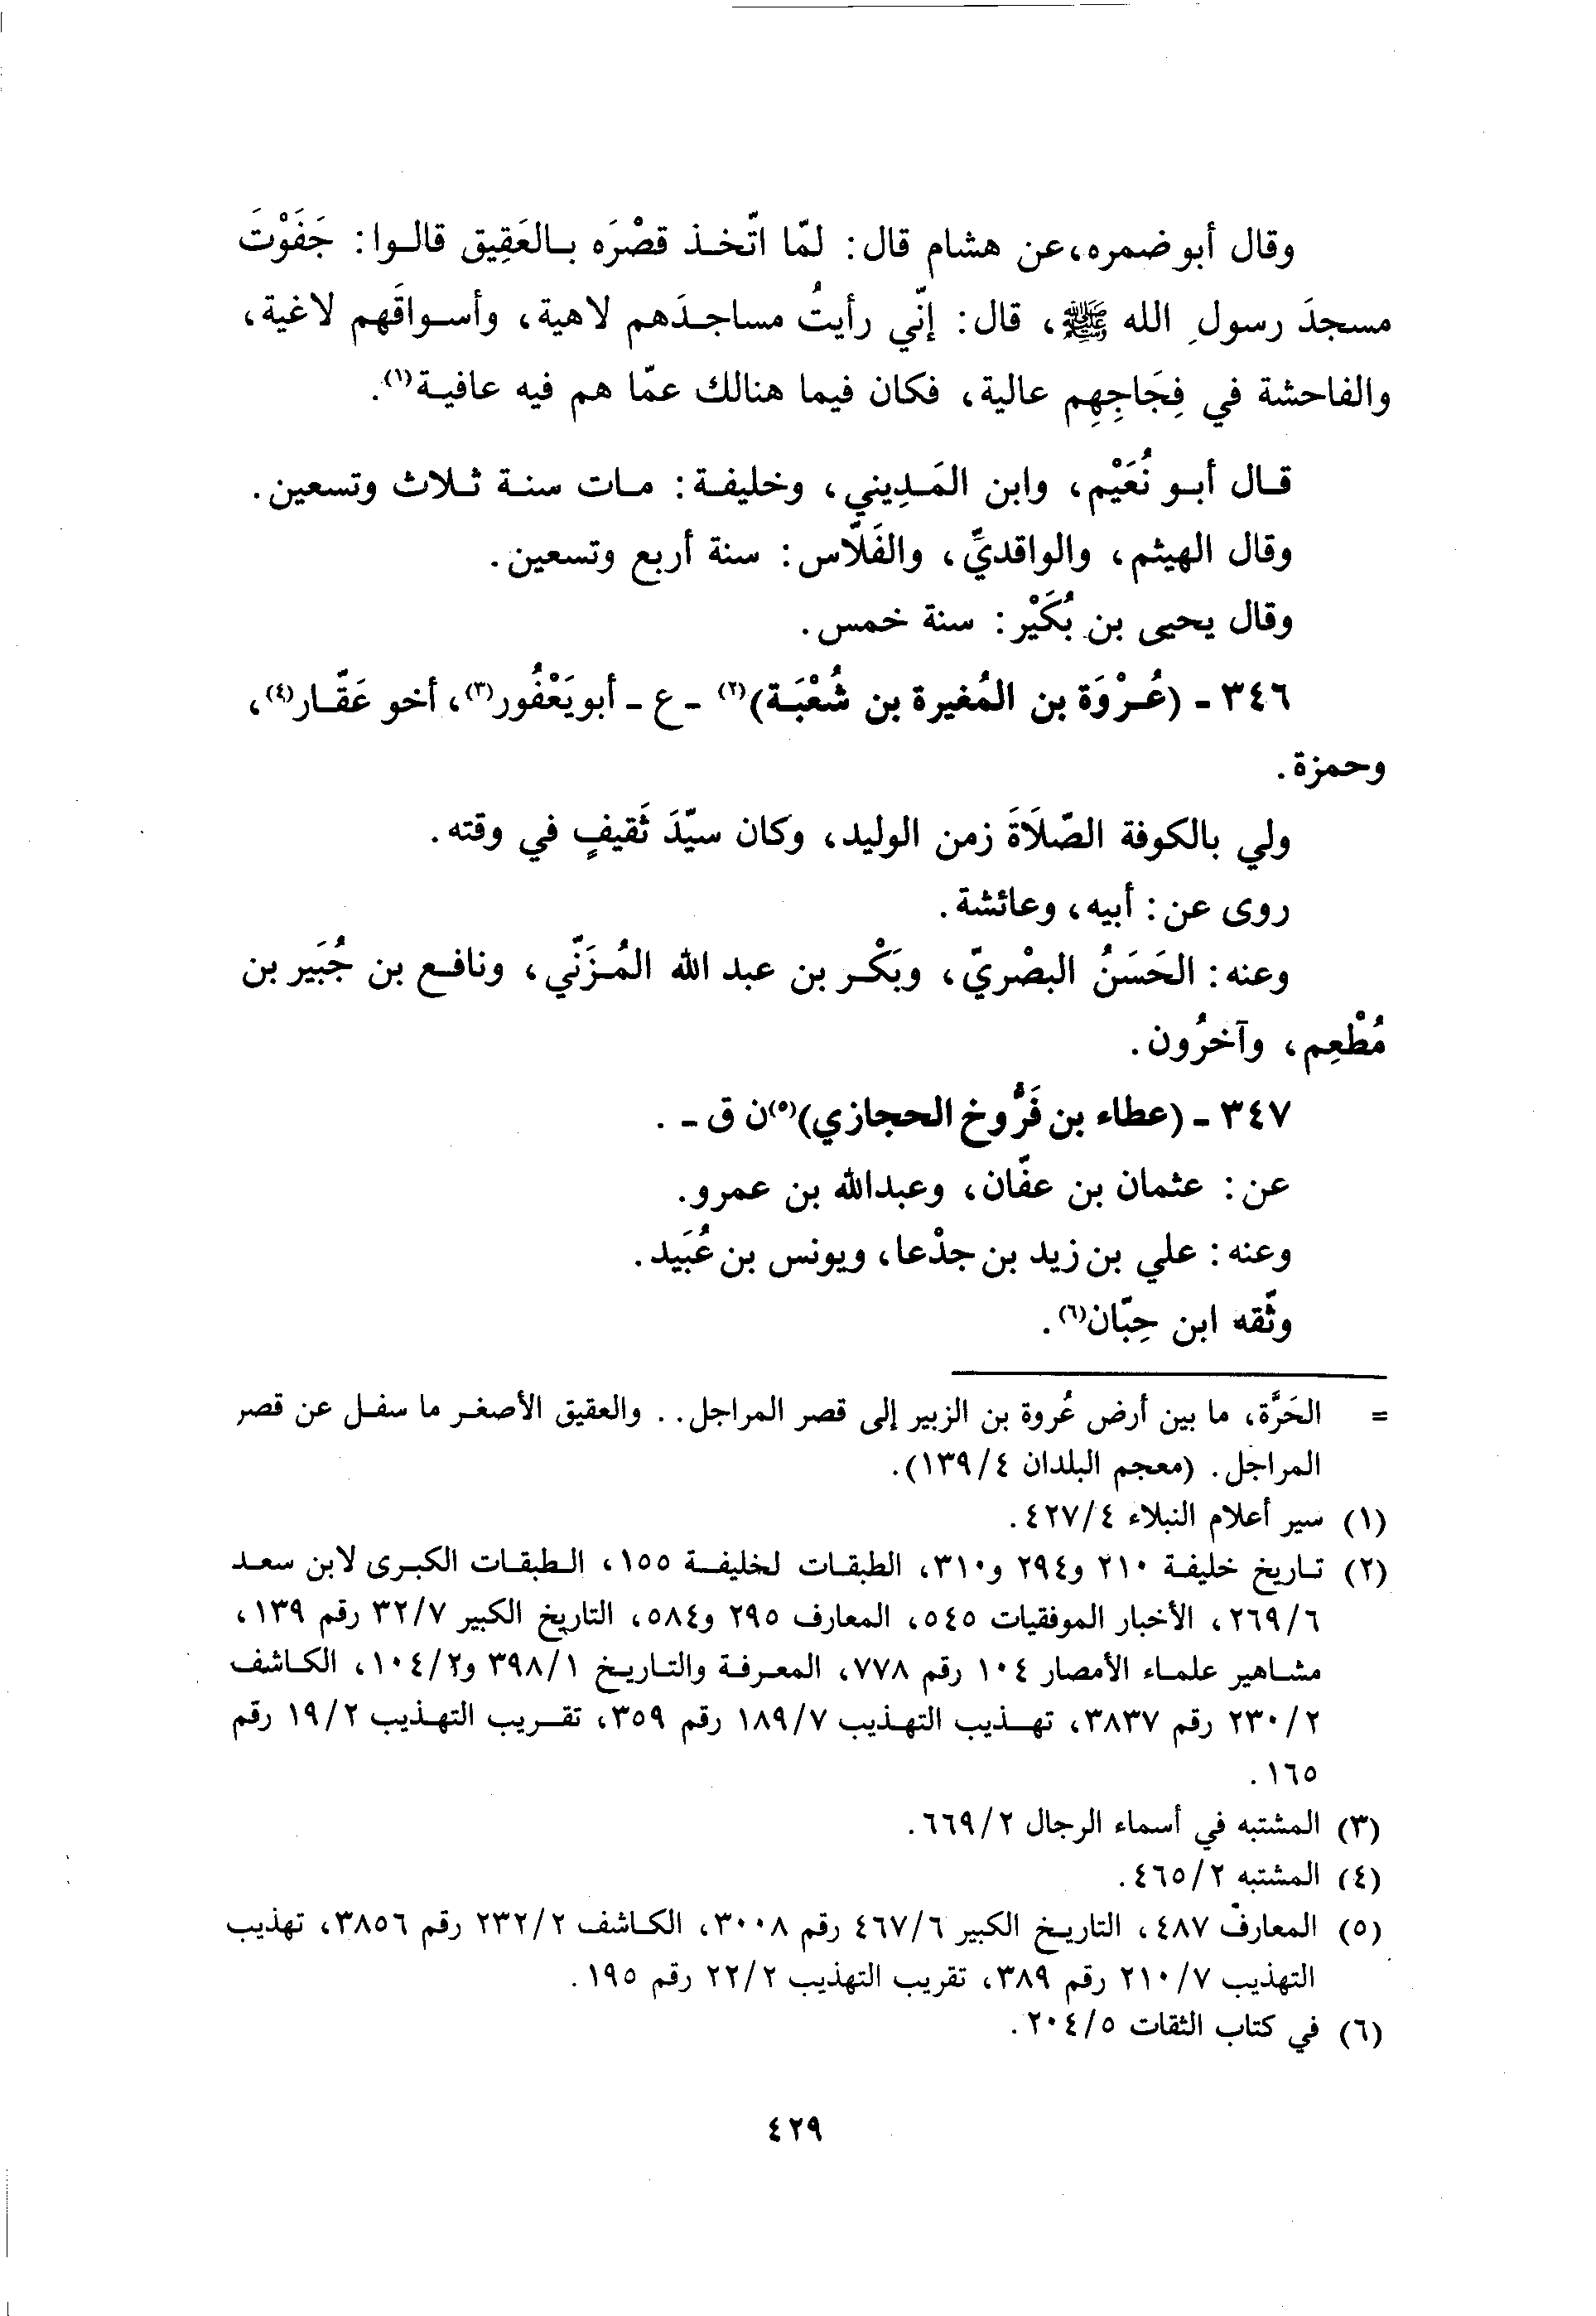 وقال أبو ضمره، عن هشام قال: لمّا اتّخذ قصْرَه بالعَقِيق قالوا: جَفَوْتَ
مسجدَ رسولِ الله ﷺ، قال: إنّي رأيتُ مساجدَهم لاهية، وأسواقَهم لاغية،
والفاحشة في فِجَاجِهِم عالية، فكان فيما هنالك عمّا هم فيه عافية(١).
قال أبو نُعَيْم، وابن المَدِيني، وخليفة: مات سنة ثلاث وتسعين.
وقال الهيثم، والواقديّ، والفَلّاس: سنة أربع وتسعين.
وقال يحيى بن بُكَيْر: سنة خمس.
٣٤٦ - (عُرْوَة بن المُغيرة بن شُعْبَة)(٢) - ع - أبو يَعْفُور(٣)، أخو عَقّار(٤)،
وحمزة.
ولي بالكوفة الصّلَاةَ زمن الوليد، وكان سيّدَ ثَقيفٍ في وقته.
روى عن: أبيه، وعائشة.
وعنه: الحَسَنُ البصْريّ، وبَكْر بن عبد الله المُزَنّي، ونافع بن جُبَير بن
مُطْعِم، وآخرُون.
٣٤٧ - (عطاء بن فَرُّوخ الحجازي)(٥) ن ق - .
عن: عثمان بن عفّان، وعبدالله بن عمرو.
وعنه: علي بن زيد بن جدْعا، ويونس بن عُبَيد.
وثّقه ابن حِبّان(٦).
= الحَرَّة، ما بين أرض عُروة بن الزبير إلى قصر المراجل.. والعقيق الأصغر ما سفل عن قصر
المراجل. (معجم البلدان ٤/١٣٩).
(١) سير أعلام النبلاء ٤/٤٢٧.
(٢) تاريخ خليفة ٢١٠ و٢٩٤ و٣١٠، الطبقات لخليفة ١٥٥، الطبقات الكبرى لابن سعد
٦/٢٦٩، الأخبار الموفقيات ٥٤٥، المعارف ٢٩٥ و٥٨٤، التاريخ الكبير ٧/٣٢ رقم ١٣٩،
مشاهير علماء الأمصار ١٠٤ رقم ٧٧٨، المعرفة والتاريخ ١/٣٩٨ و٢/١٠٤، الكاشف
٢/٢٣٠ رقم ٣٨٣٧، تهذيب التهذيب ٧/١٨٩ رقم ٣٥٩، تقريب التهذيب ٢/١٩ رقم
١٦٥.
(٣) المشتبه في أسماء الرجال ٢/٦٦٩.
(٤) المشتبه ٢/٤٦٥.
(٥) المعارف ٤٨٧، التاريخ الكبير ٦/٤٦٧ رقم ٣٠٠٨، الكاشف ٢/٢٣٢ رقم ٣٨٥٦، تهذيب
التهذيب ٧/٢١٠ رقم ٣٨٩، تقريب التهذيب ٢/٢٢ رقم ١٩٥.
(٦) في كتاب الثقات ٥/٢٠٤.
٤٢٩